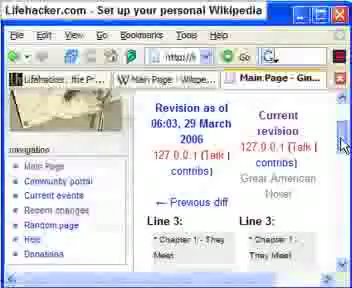 Lifehacker.com - Set up your personal Wikipedia
File Edit View Go Bookmarks Tools Help
http://l Go
Lifehacker, the Pr... Main Page - Wikipe... Main Page - Gin...
Revision as of
06:03, 29 March
2006
127.0.0.1 (Talk |
contribs)
← Previous diff
Current
revision
127.0.0.1 (Talk |
contribs)
Great American
Novel
navigation
Main Page
Community portal
Current events
Recent changes
Random page
Help
Donations
Line 3:
* Chapter 1 - They
Meet
Line 3:
* Chapter 1 -
They Meet